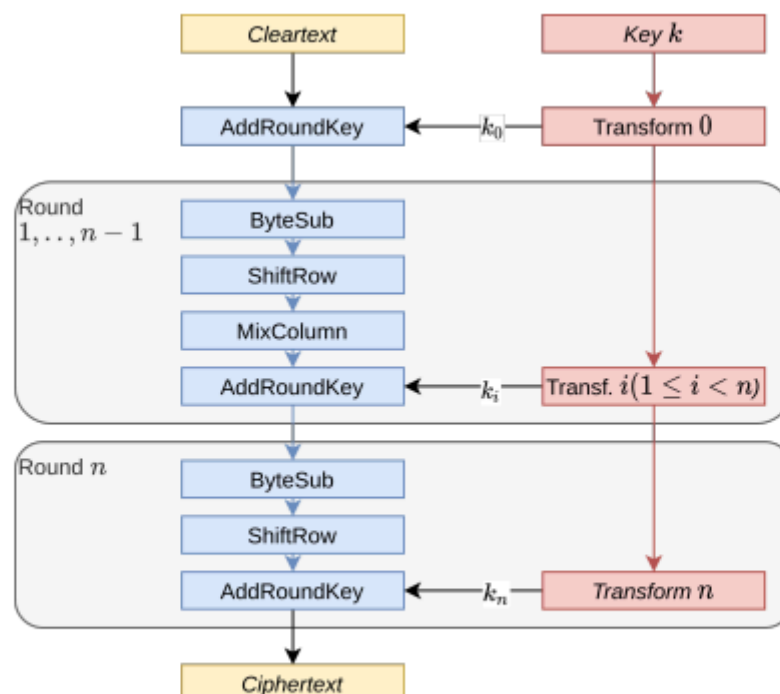 Cleartext
Key k
AddRoundKey
k₀
Transform 0
Round
1, . . , n − 1
ByteSub
ShiftRow
MixColumn
AddRoundKey
kᵢ
Transf. i(1 ≤ i < n)
Round n
ByteSub
ShiftRow
AddRoundKey
kₙ
Transform n
Ciphertext